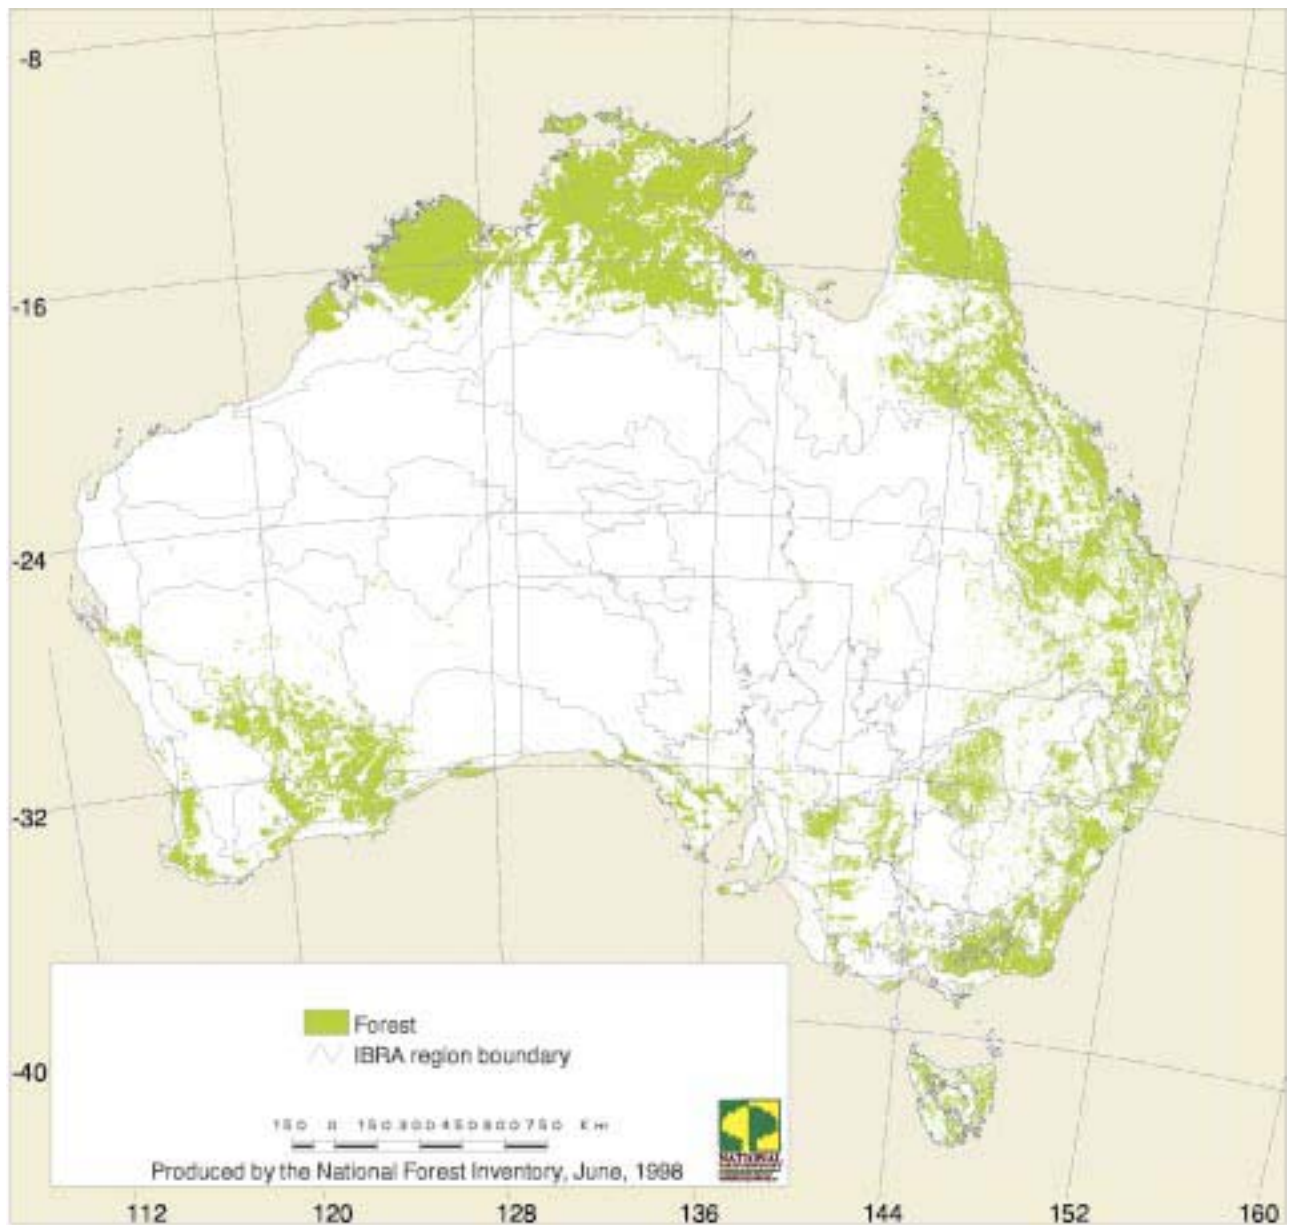 -8
-16
-24
-32
-40
Forest
IBRA region boundary
150 0 150 300 450 600 750 Km
Produced by the National Forest Inventory, June, 1998
NATIONAL
112 120 128 136 144 152 160